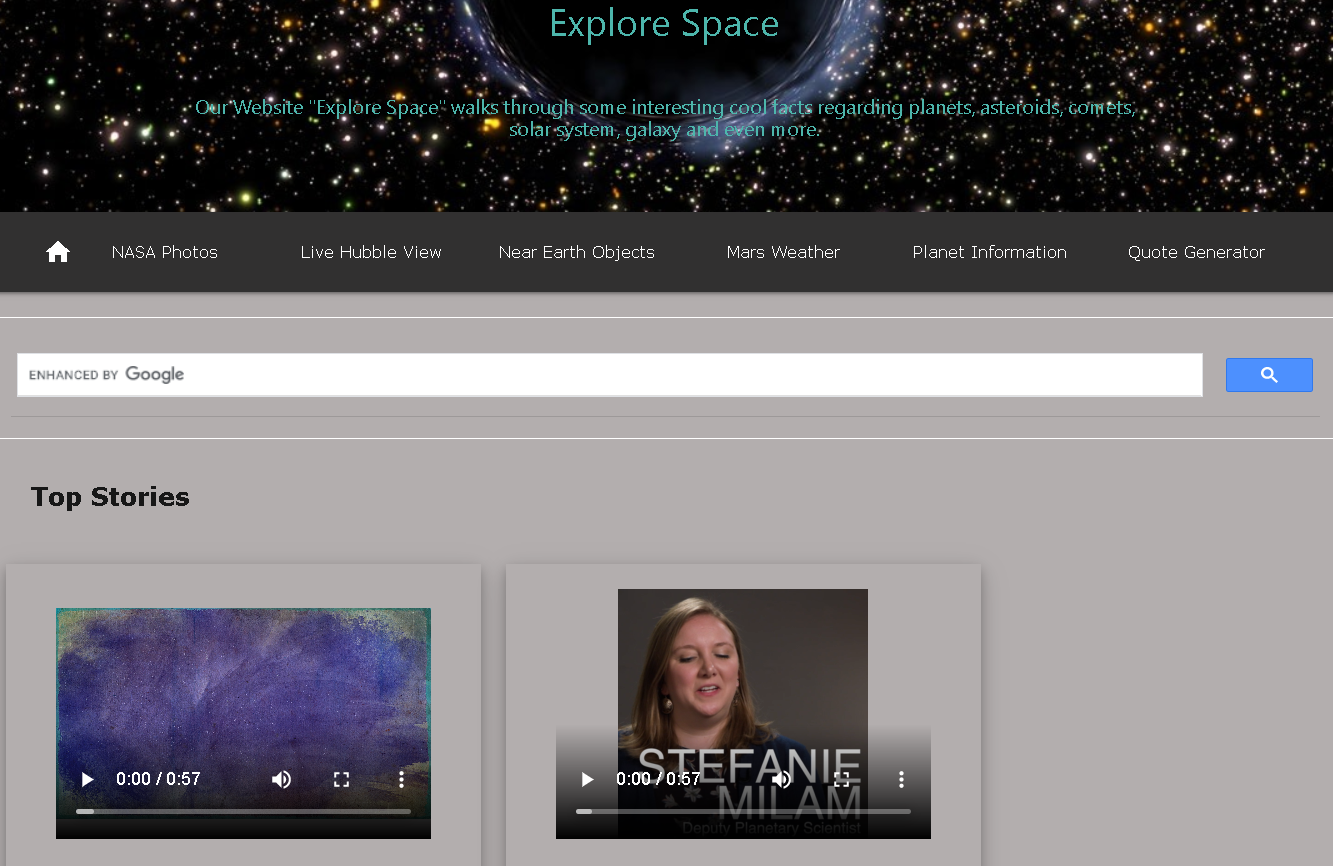 Explore Space
Our Website "Explore Space" walks through some interesting cool facts regarding planets, asteroids, comets,
solar system, galaxy and even more.
NASA Photos Live Hubble View Near Earth Objects Mars Weather Planet Information Quote Generator
ENHANCED BY Google
Top Stories
0:00 / 0:57
STEFANIE
0:00 / 0:57
MILAM
Deputy Planetary Scientist